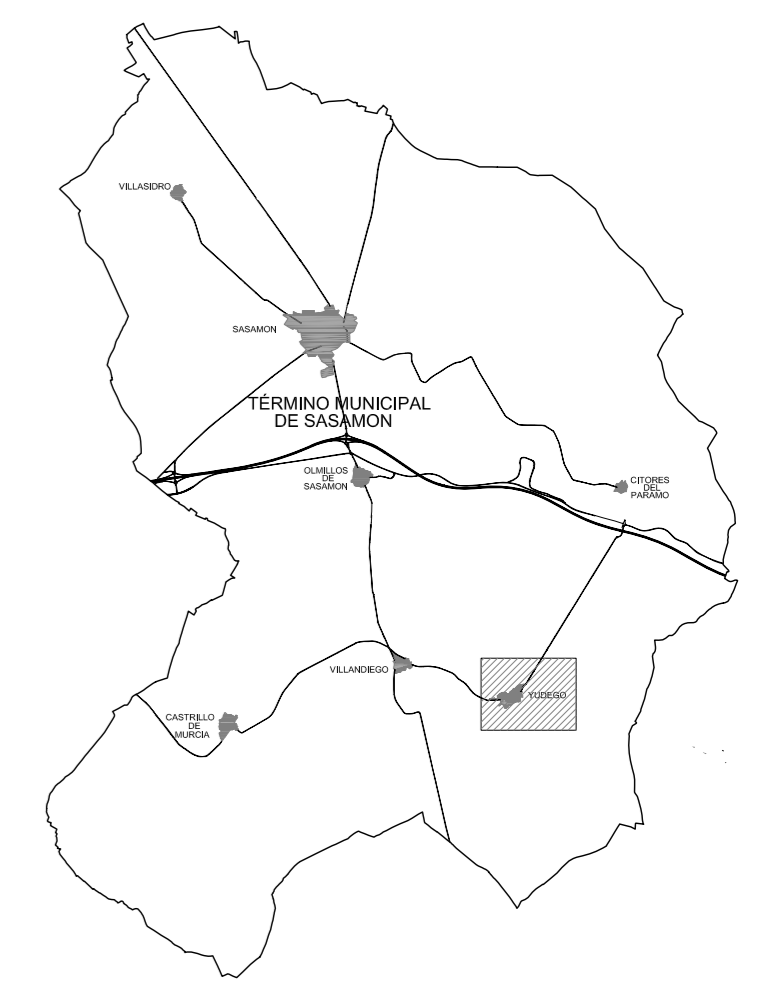 VILLASIDRO
SASAMON
TÉRMINO MUNICIPAL
DE SASAMON
OLMILLOS
DE
SASAMON
CITORES
DEL
PARAMO
VILLANDIEGO
YUDEGO
CASTRILLO
DE
MURCIA